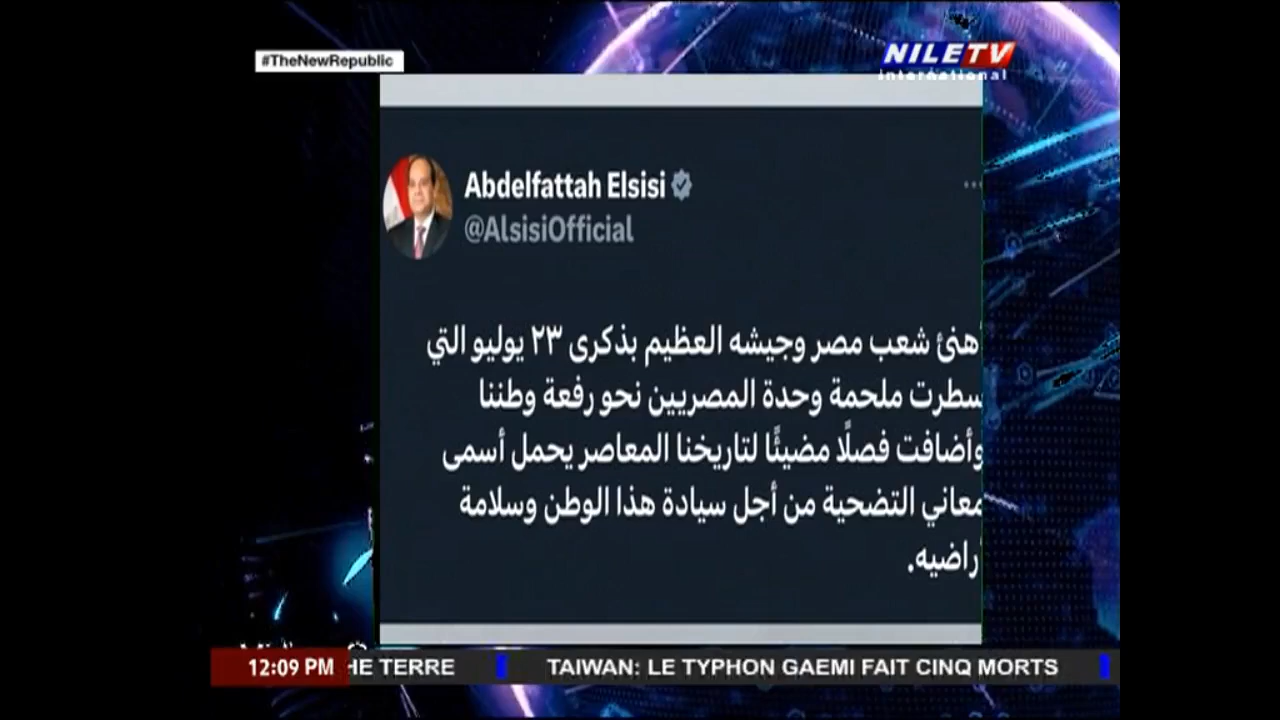 #TheNewRepublic
NILETV
international
Abdelfattah Elsisi
@AlsisiOfficial
أهنئ شعب مصر وجيشه العظيم بذكرى ٢٣ يوليو التي
سطرت ملحمة وحدة المصريين نحو رفعة وطننا
وأضافت فصلًا مضيئًا لتاريخنا المعاصر يحمل أسمى
معاني التضحية من أجل سيادة هذا الوطن وسلامة
راضيه.
12:09 PM HE TERRE TAIWAN: LE TYPHON GAEMI FAIT CINQ MORTS